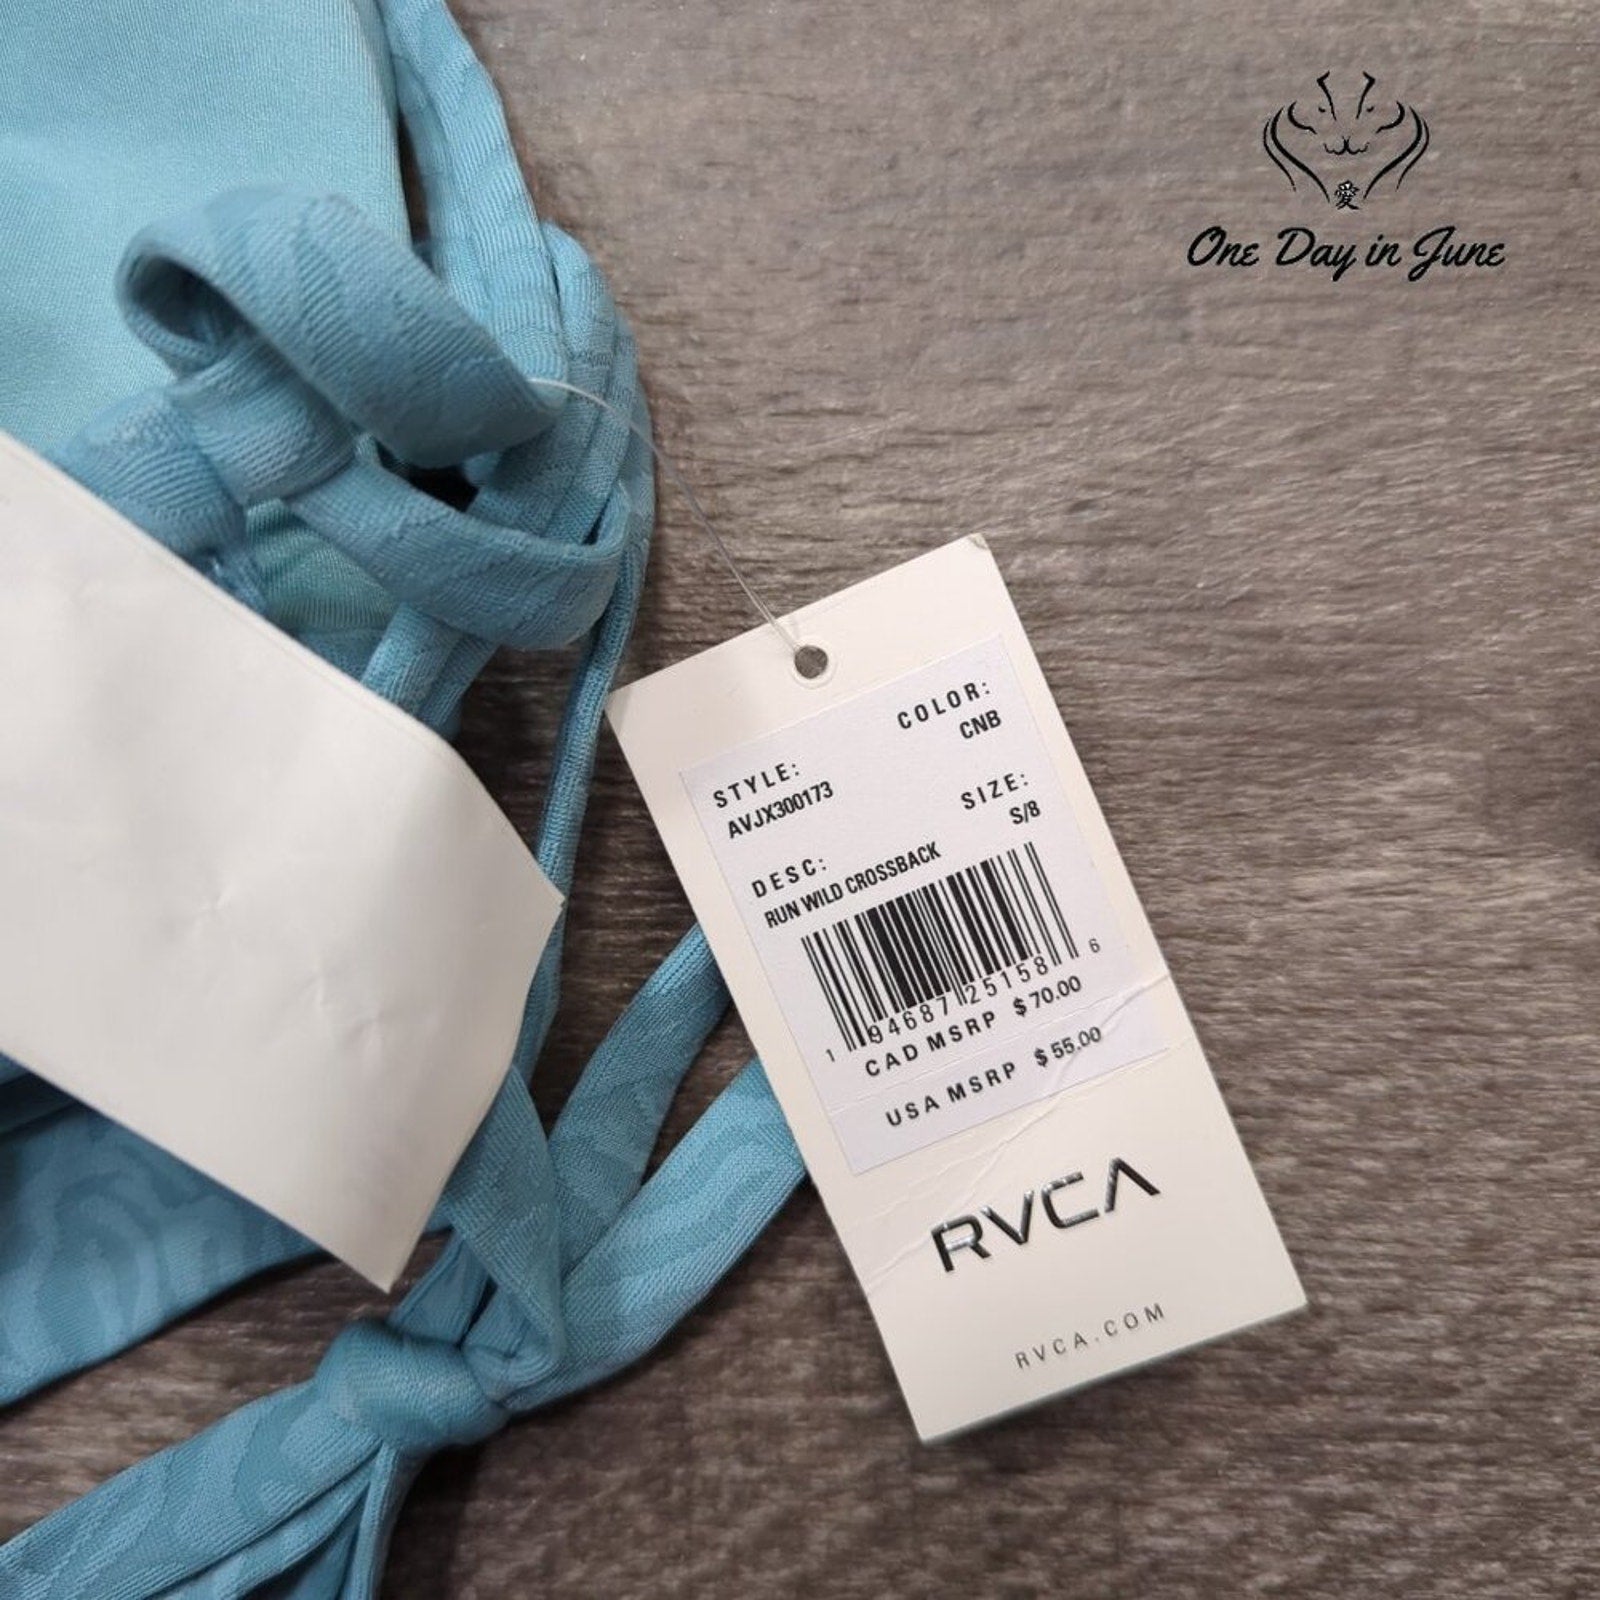 愛
One Day in June
COLOR:
CNB
STYLE:
AVJX300173
SIZE:
S/8
DESC:
RUN WILD CROSSBACK
1 94687 25158 6
CAD MSRP $70.00
USA MSRP $55.00
RVCA
RVCA.COM